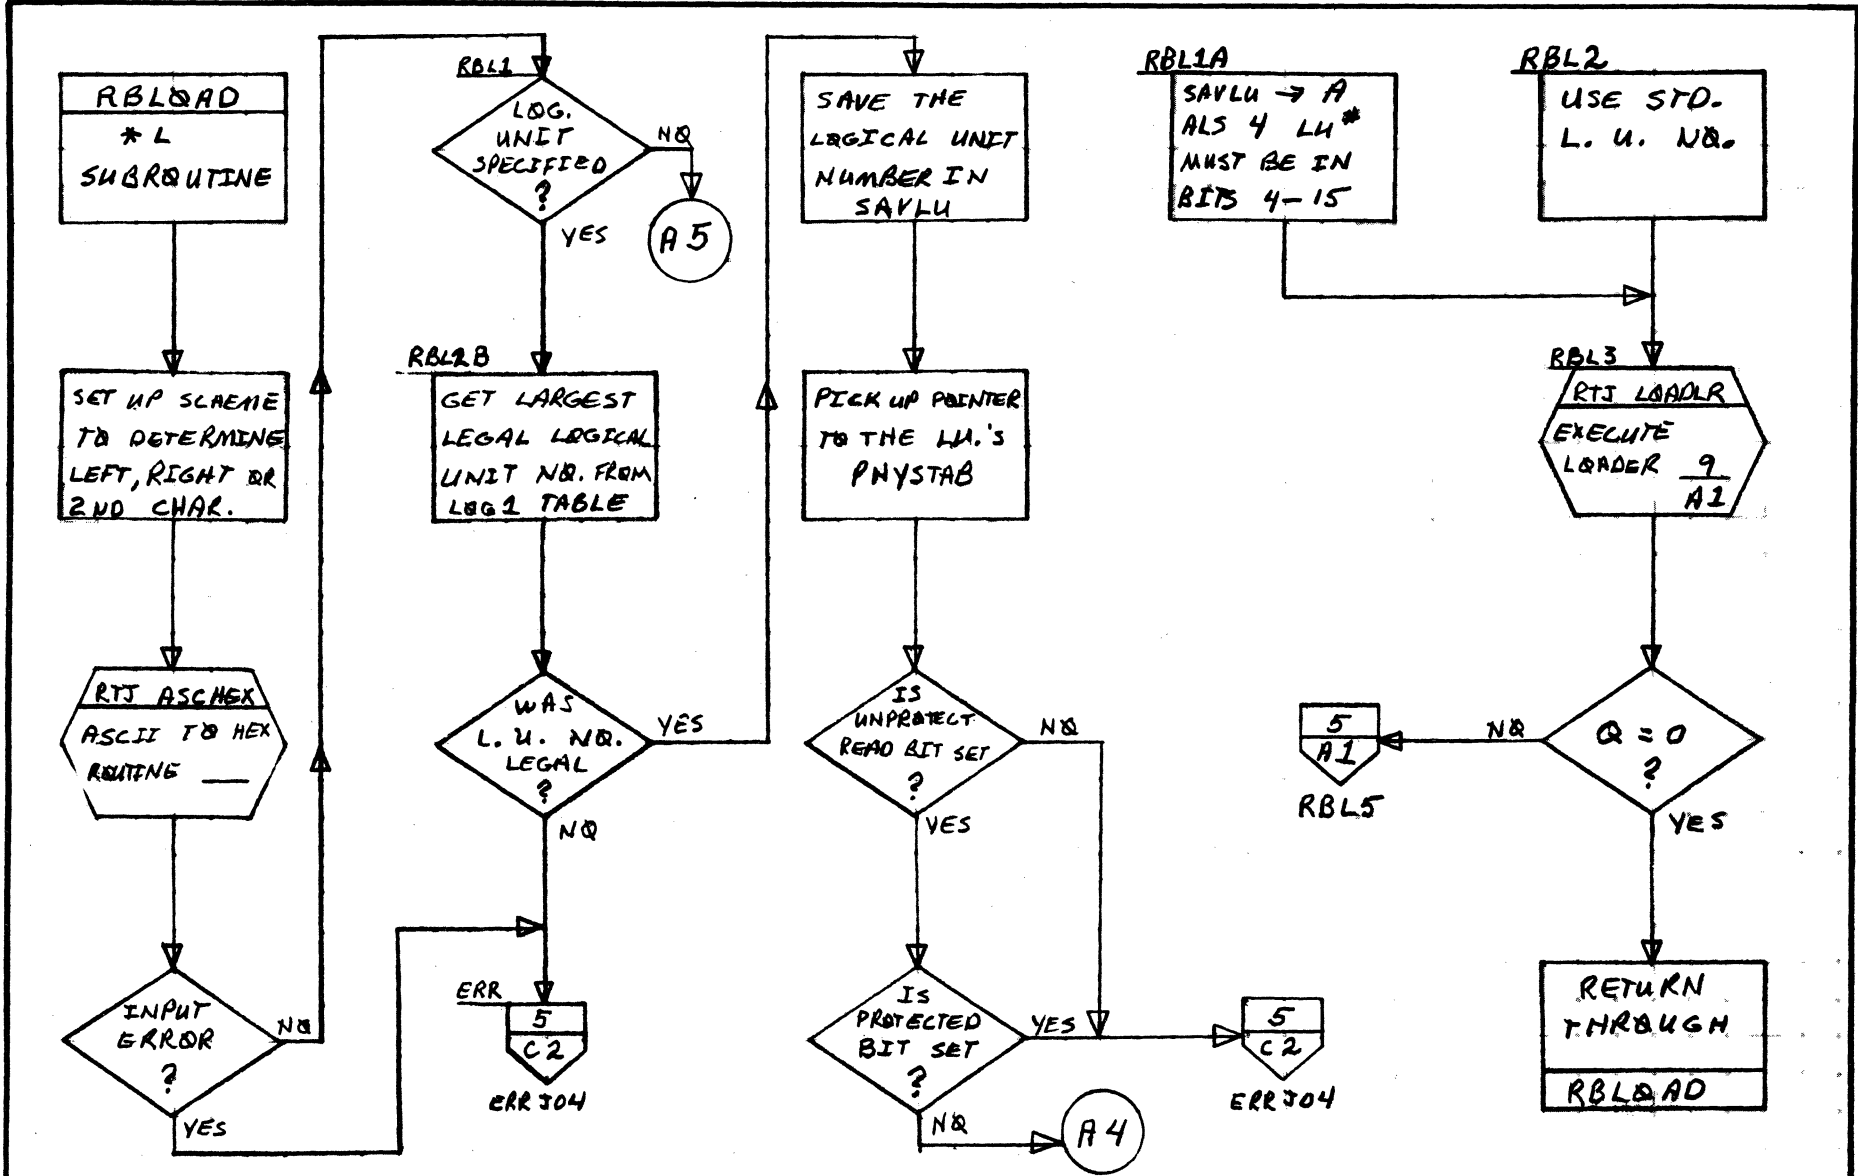 RBLOAD
* L
SUBROUTINE
SET UP SCHEME
TO DETERMINE
LEFT, RIGHT OR
2ND CHAR.
RTJ ASCHEX
ASCII TO HEX
ROUTINE
INPUT
ERROR
?
NO
YES
RBL1
LOG.
UNIT
SPECIFIED
?
NO
A5
YES
RBL2B
GET LARGEST
LEGAL LOGICAL
UNIT NO. FROM
LOG1 TABLE
WAS
L. U. NO.
LEGAL
?
YES
NO
ERR
5
C2
ERRJ04
SAVE THE
LOGICAL UNIT
NUMBER IN
SAVLU
PICK UP POINTER
TO THE LU.'S
PHYSTAB
IS
UNPROTECT
READ BIT SET
?
NO
YES
IS
PROTECTED
BIT SET
?
YES
NO
A4
5
C2
ERRJ04
RBL1A
SAVLU → A
ALS 4 LU#
MUST BE IN
BITS 4-15
RBL2
USE STD.
L. U. NO.
RBL3
RTJ LOADLR
EXECUTE
LOADER 9
A1
Q = 0
?
NO
5
A1
RBL5
YES
RETURN
THROUGH
RBLOAD